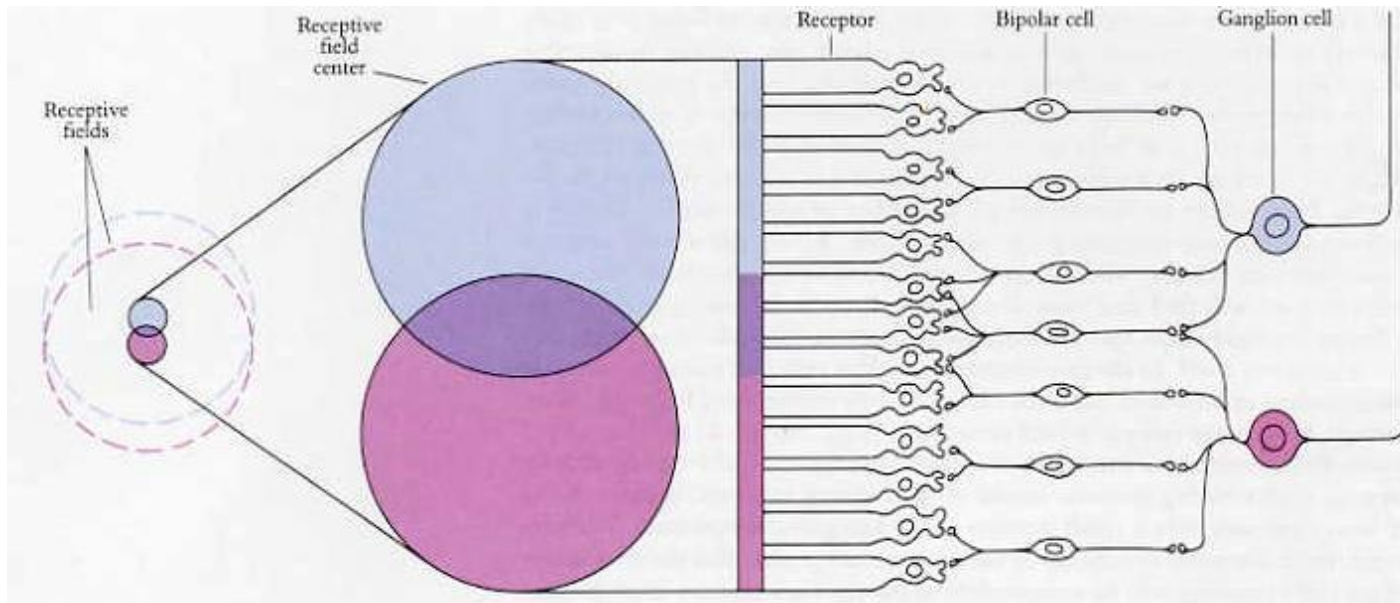 Receptive
field
center
Receptor
Bipolar cell
Ganglion cell
Receptive
fields